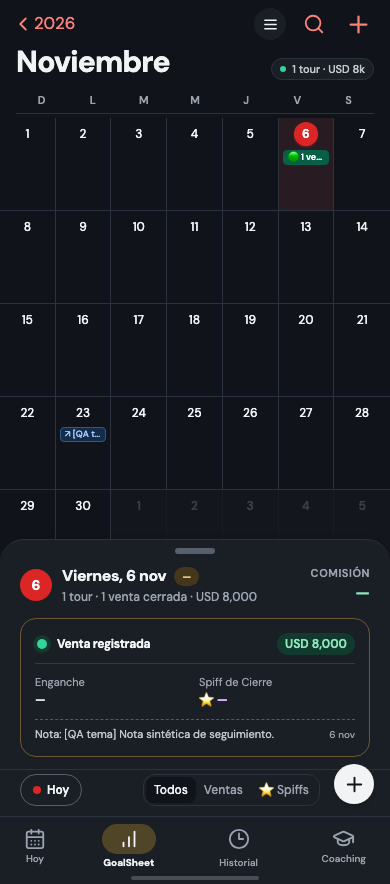 2026
Noviembre
1 tour · USD 8k
D L M M J V S
1 2 3 4 5 6 7
1 ve...
8 9 10 11 12 13 14
15 16 17 18 19 20 21
22 23 24 25 26 27 28
[QA t...
29 30 1 2 3 4 5
6
Viernes, 6 nov –
COMISIÓN
1 tour · 1 venta cerrada · USD 8,000
–
Venta registrada
USD 8,000
Enganche
Spiff de Cierre
–
⭐ –
Nota: [QA tema] Nota sintética de seguimiento.
6 nov
Hoy
Todos Ventas ⭐ Spiffs
+
Hoy GoalSheet Historial Coaching